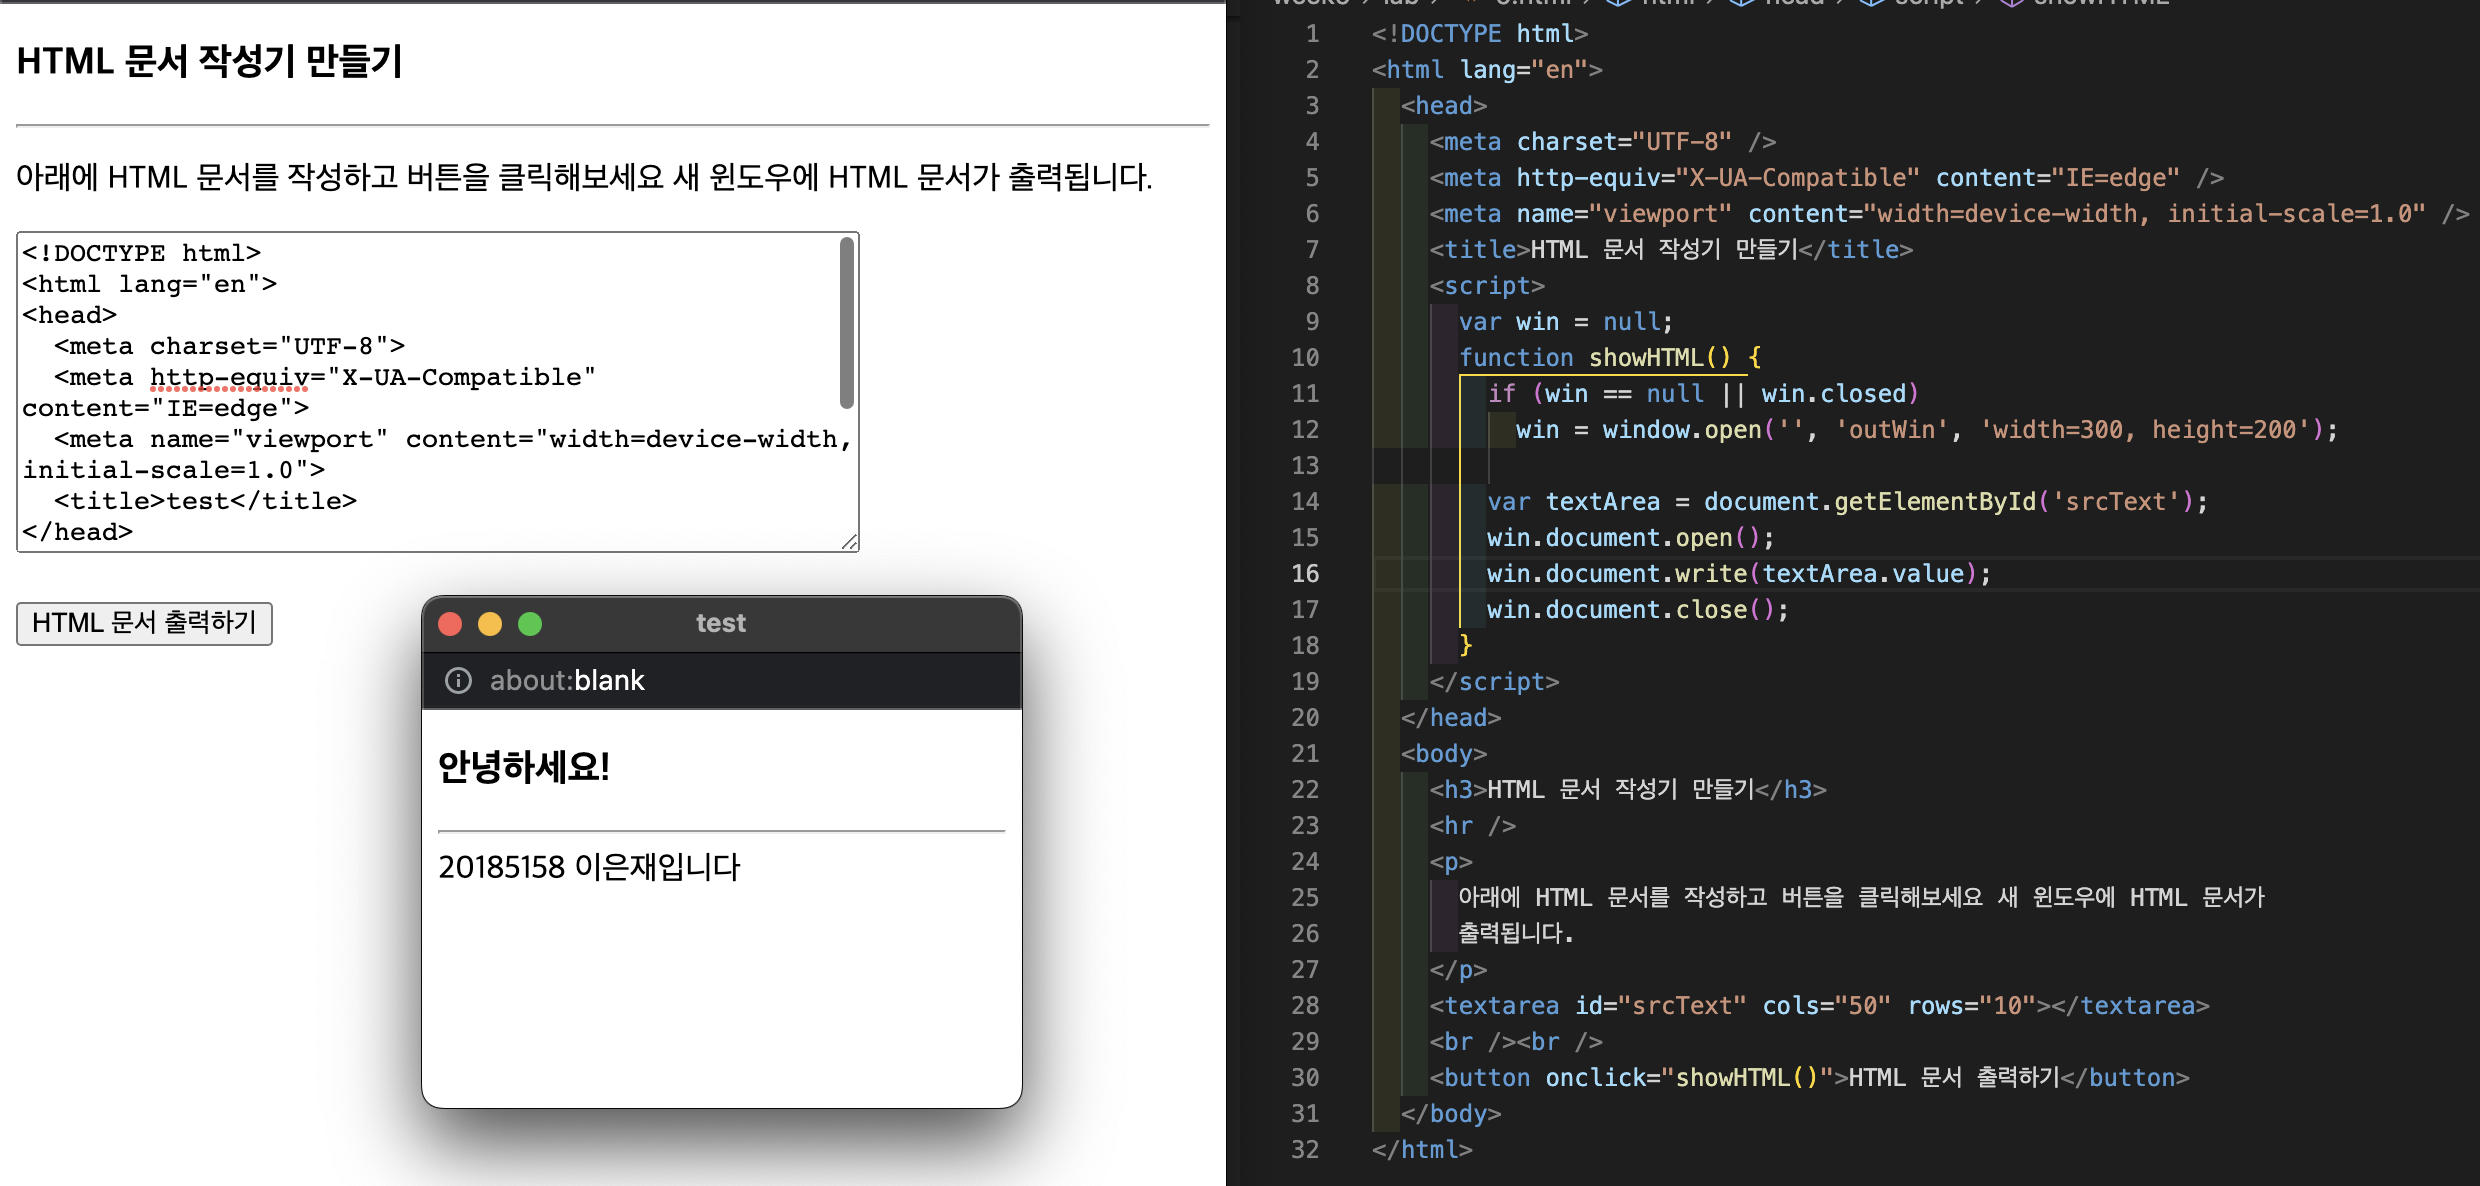 HTML 문서 작성기 만들기
아래에 HTML 문서를 작성하고 버튼을 클릭해보세요 새 윈도우에 HTML 문서가 출력됩니다.
<!DOCTYPE html>
<html lang="en">
<head>
  <meta charset="UTF-8">
  <meta http-equiv="X-UA-Compatible"
content="IE=edge">
  <meta name="viewport" content="width=device-width,
initial-scale=1.0">
  <title>test</title>
</head>
HTML 문서 출력하기
test
about:blank
안녕하세요!
20185158 이은재입니다
1 <!DOCTYPE html>
2 <html lang="en">
3   <head>
4     <meta charset="UTF-8" />
5     <meta http-equiv="X-UA-Compatible" content="IE=edge" />
6     <meta name="viewport" content="width=device-width, initial-scale=1.0" />
7     <title>HTML 문서 작성기 만들기</title>
8     <script>
9       var win = null;
10       function showHTML() {
11         if (win == null || win.closed)
12           win = window.open('', 'outWin', 'width=300, height=200');
13
14         var textArea = document.getElementById('srcText');
15         win.document.open();
16         win.document.write(textArea.value);
17         win.document.close();
18       }
19     </script>
20   </head>
21   <body>
22     <h3>HTML 문서 작성기 만들기</h3>
23     <hr />
24     <p>
25       아래에 HTML 문서를 작성하고 버튼을 클릭해보세요 새 윈도우에 HTML 문서가
26       출력됩니다.
27     </p>
28     <textarea id="srcText" cols="50" rows="10"></textarea>
29     <br /><br />
30     <button onclick="showHTML()">HTML 문서 출력하기</button>
31   </body>
32 </html>